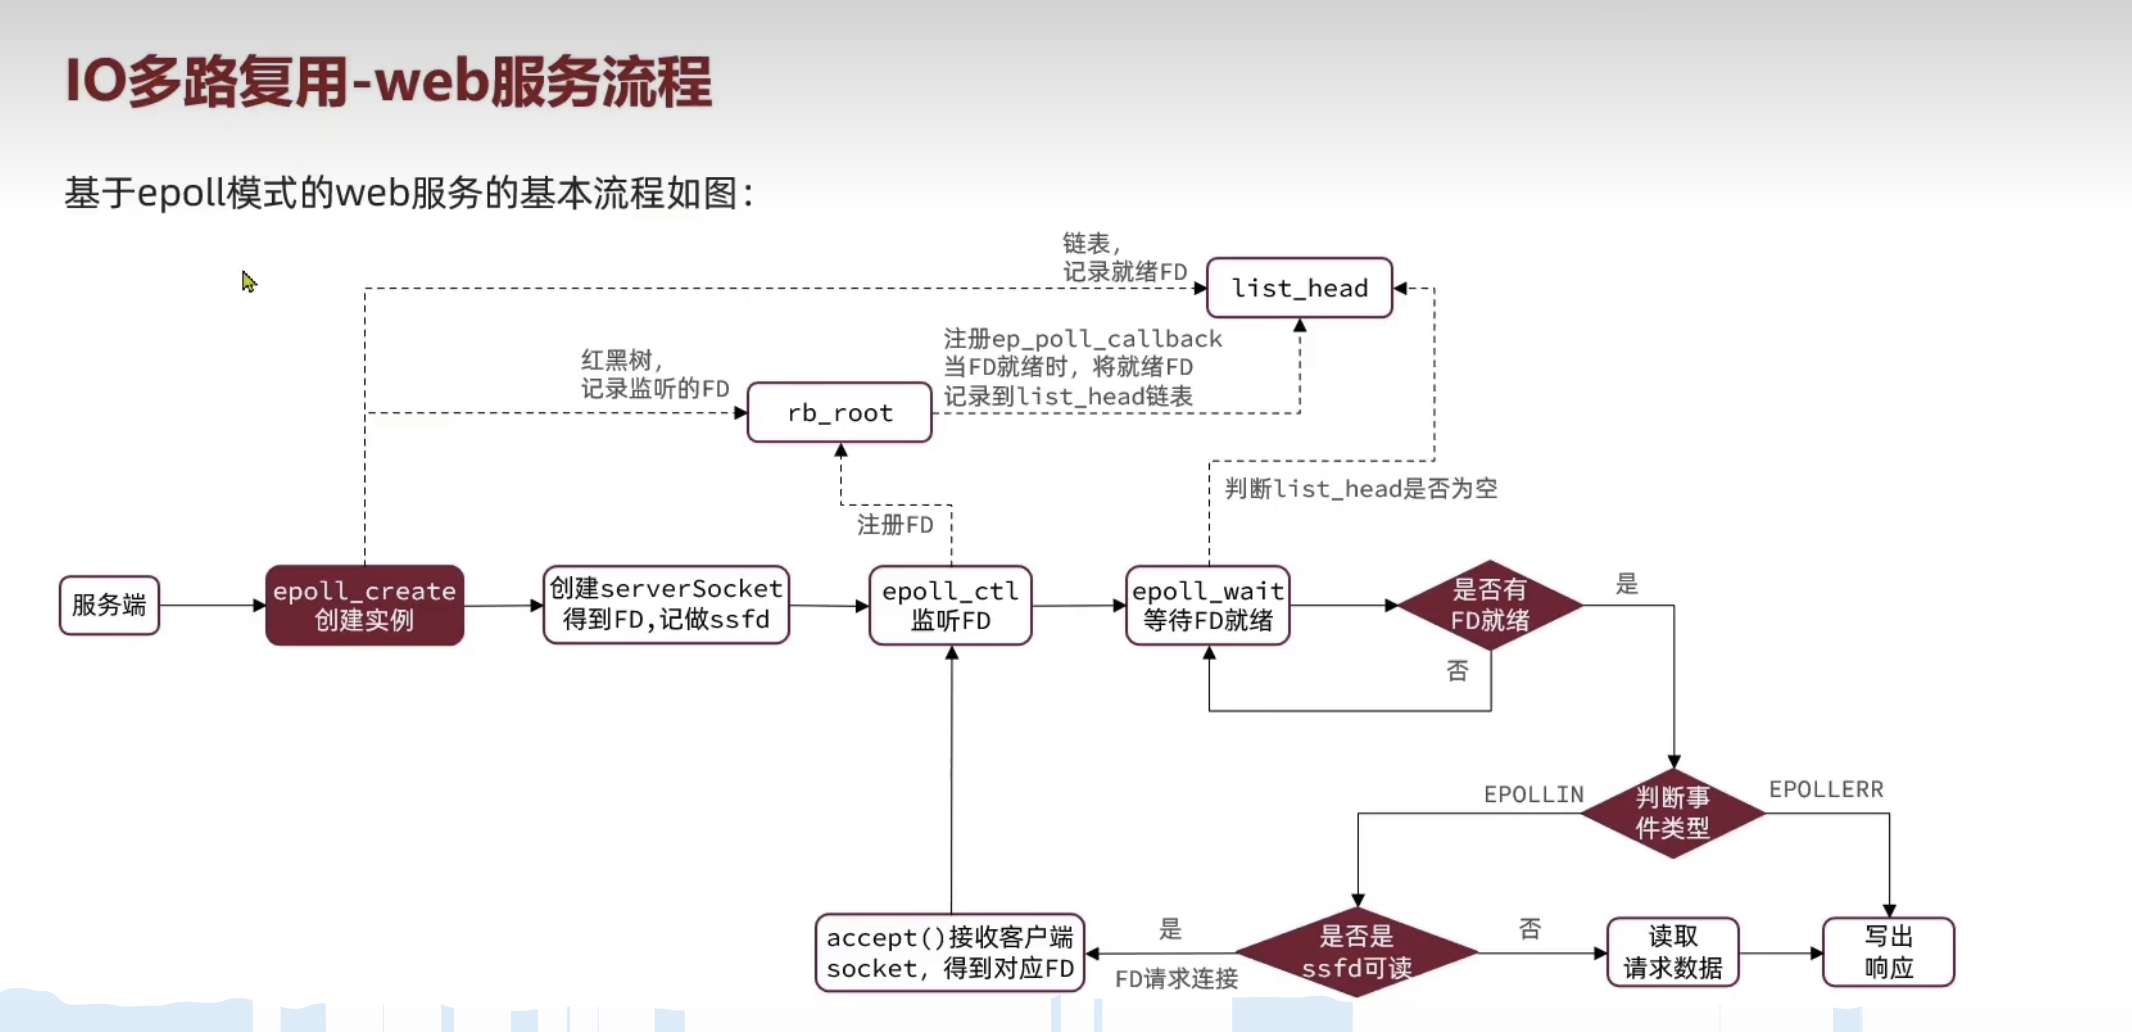 IO多路复用-web服务流程
基于epoll模式的web服务的基本流程如图：
链表，
记录就绪FD
list_head
注册ep_poll_callback
当FD就绪时，将就绪FD
记录到list_head链表
红黑树，
记录监听的FD
rb_root
判断list_head是否为空
注册FD
服务端
epoll_create
创建实例
创建serverSocket
得到FD,记做ssfd
epoll_ctl
监听FD
epoll_wait
等待FD就绪
是否有
FD就绪
是
否
EPOLLIN
判断事
件类型
EPOLLERR
accept()接收客户端
socket，得到对应FD
是
FD请求连接
是否是
ssfd可读
否
读取
请求数据
写出
响应